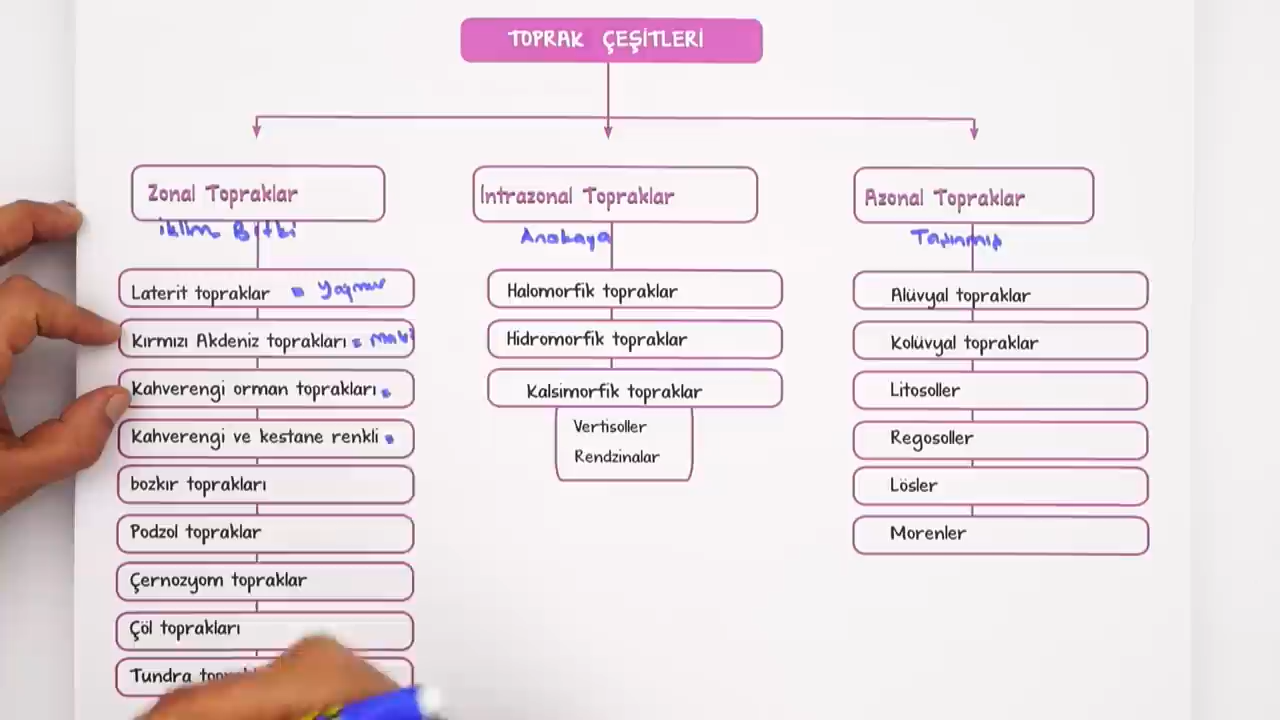 TOPRAK ÇEŞİTLERİ
Zonal Topraklar
İklim Bitki
Laterit topraklar Yağmur
Kırmızı Akdeniz toprakları Maki
Kahverengi orman toprakları
Kahverengi ve kestane renkli
bozkır toprakları
Podzol topraklar
Çernozyom topraklar
Çöl toprakları
Tundra
İntrazonal Topraklar
Anakaya
Halomorfik topraklar
Hidromorfik topraklar
Kalsimorfik topraklar
Vertisoller
Rendzinalar
Azonal Topraklar
Taşınmış
Alüvyal topraklar
Kolüvyal topraklar
Litosoller
Regosoller
Lösler
Morenler